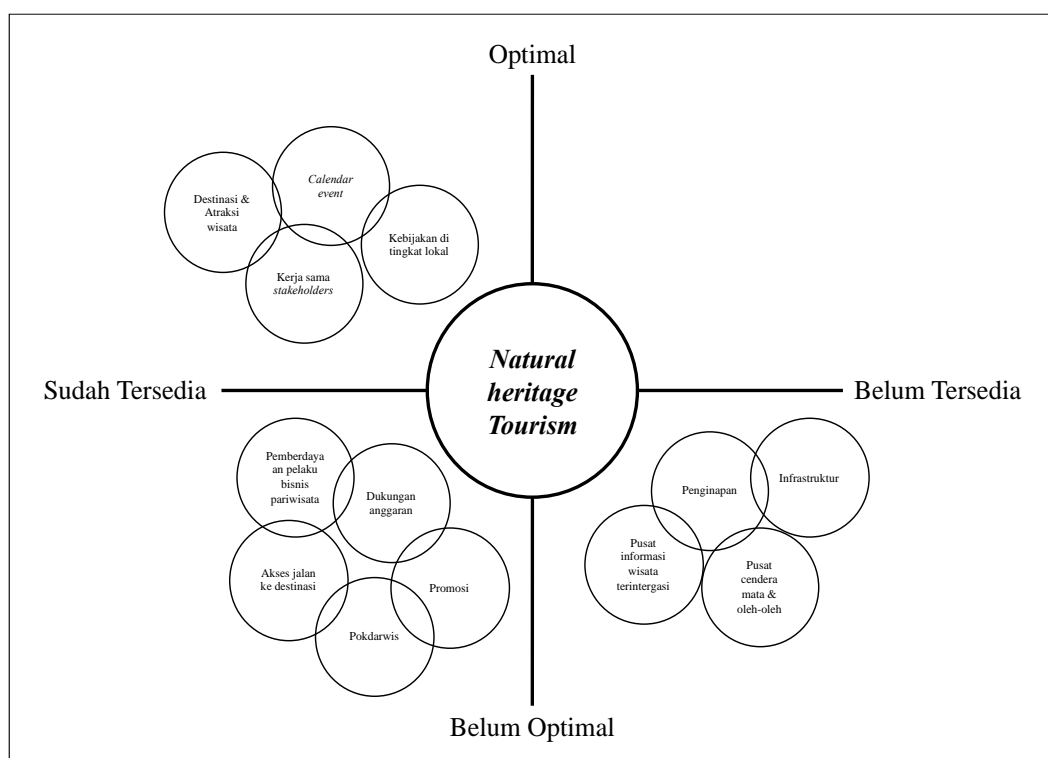 Optimal
Calendar
event
Destinasi &
Atraksi
wisata
Kebijakan di
tingkat lokal
Kerja sama
stakeholders
Natural
heritage
Tourism
Sudah Tersedia
Belum Tersedia
Pemberdaya
an pelaku
bisnis
pariwisata
Dukungan
anggaran
Akses jalan
ke destinasi
Promosi
Pokdarwis
Penginapan
Infrastruktur
Pusat
informasi
wisata
terintergasi
Pusat
cendera
mata &
oleh-oleh
Belum Optimal